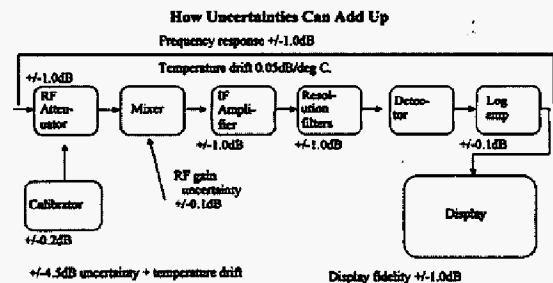 How Uncertainties Can Add Up
Frequency response +/-1.0dB
Temperature drift 0.05dB/deg C.
+/-1.0dB
RF
Atten-
uator
Mixer
IF
Amplif-
fier
+/-1.0dB
Resol-
ution
filters
+/-1.0dB
Detec-
tor
Log
amp
+/-0.1dB
RF gain
uncertainty
+/-0.1dB
Calibrator
+/-0.2dB
Display
+/-4.5dB uncertainty + temperature drift
Display fidelity +/-1.0dB